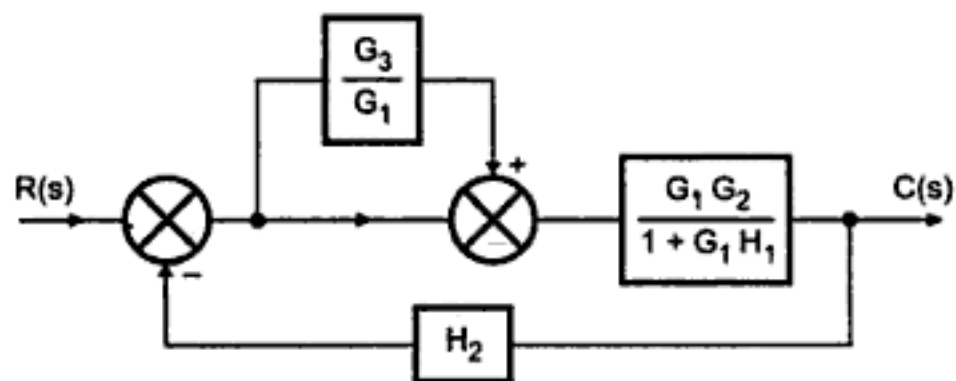 G₃
G₁
+
R(s)
G₁ G₂
C(s)
1 + G₁ H₁
−
H₂